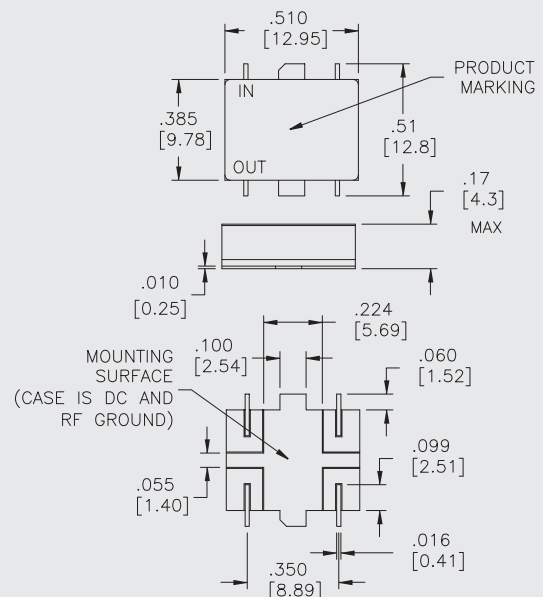 .510
[12.95]
PRODUCT
MARKING
IN
.385
[9.78]
.51
[12.8]
OUT
.17
[4.3]
MAX
.010
[0.25]
.224
[5.69]
.100
[2.54]
MOUNTING
SURFACE
(CASE IS DC AND
RF GROUND)
.060
[1.52]
.099
[2.51]
.055
[1.40]
.016
[0.41]
.350
[8.89]